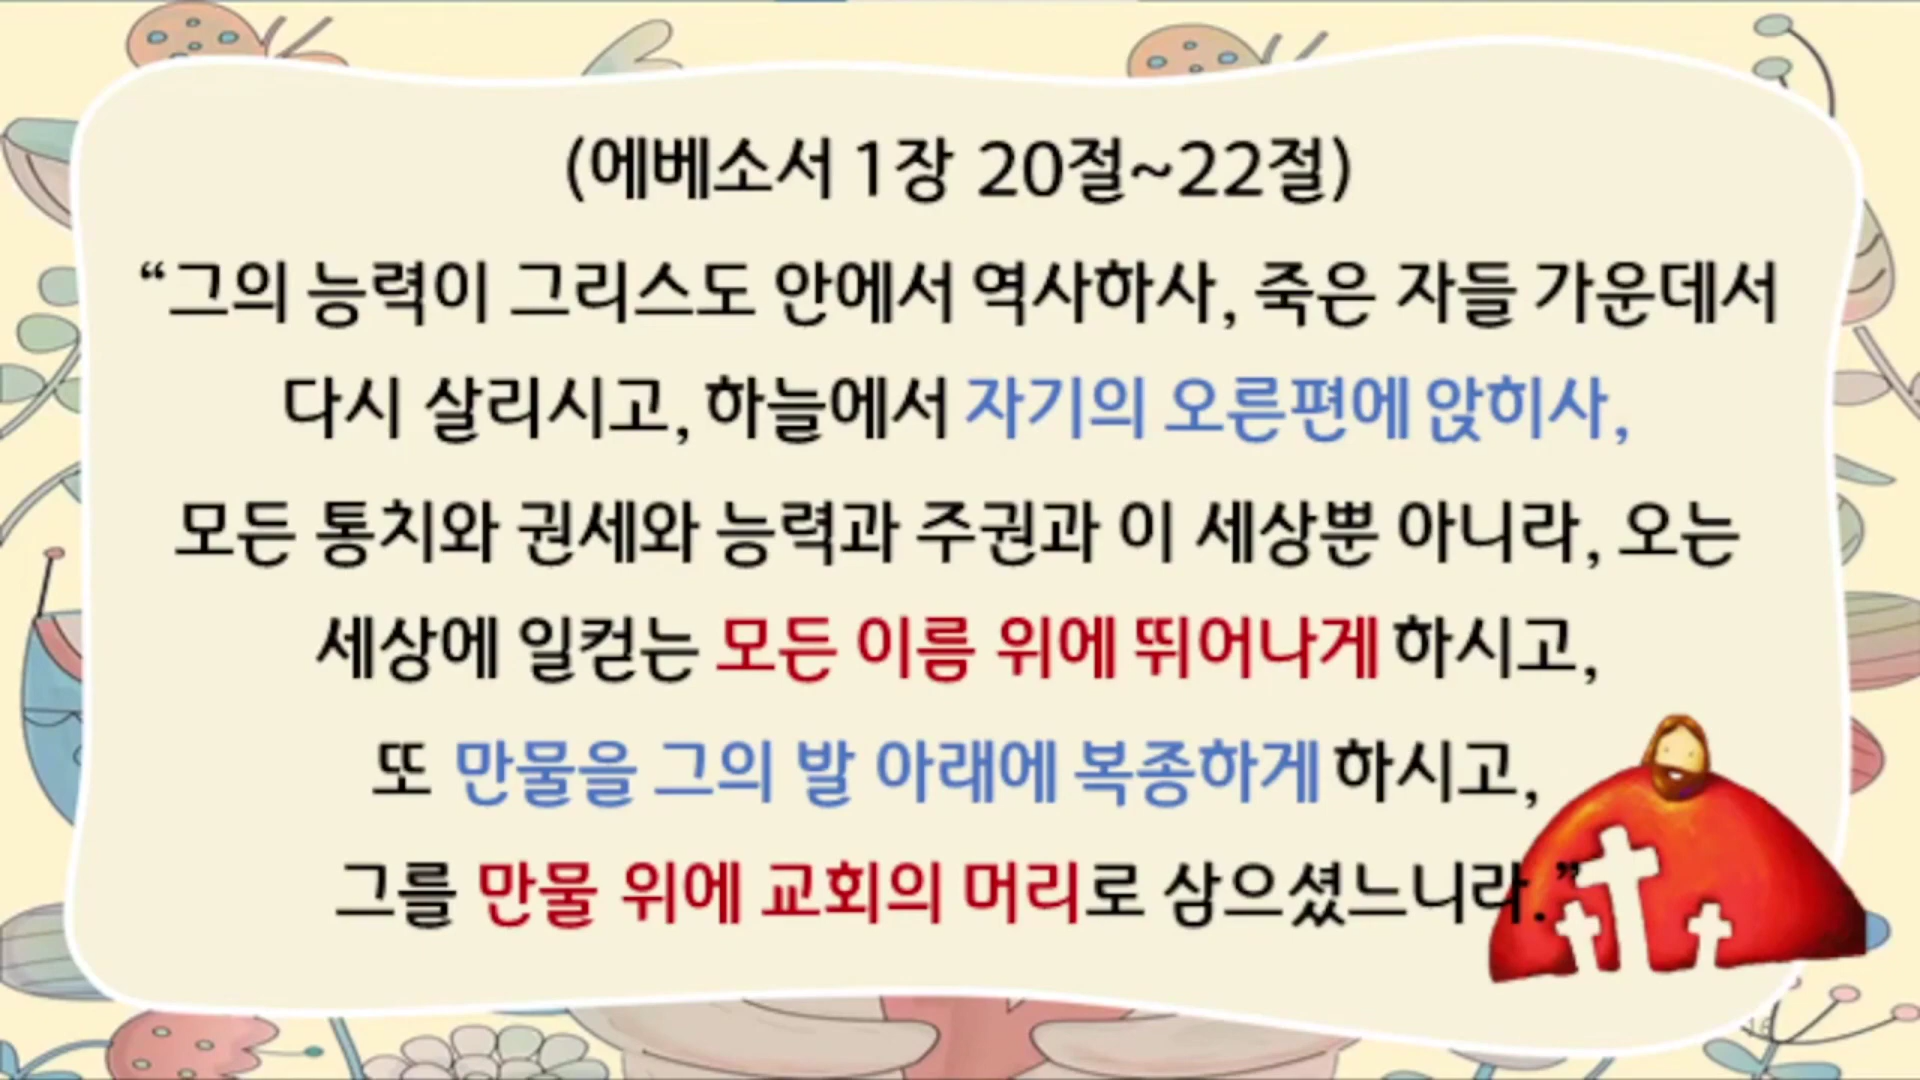 (에베소서 1장 20절~22절)
“그의 능력이 그리스도 안에서 역사하사, 죽은 자들 가운데서
다시 살리시고, 하늘에서 자기의 오른편에 앉히사,
모든 통치와 권세와 능력과 주권과 이 세상뿐 아니라, 오는
세상에 일컫는 모든 이름 위에 뛰어나게 하시고,
또 만물을 그의 발 아래에 복종하게 하시고,
그를 만물 위에 교회의 머리로 삼으셨느니라.”